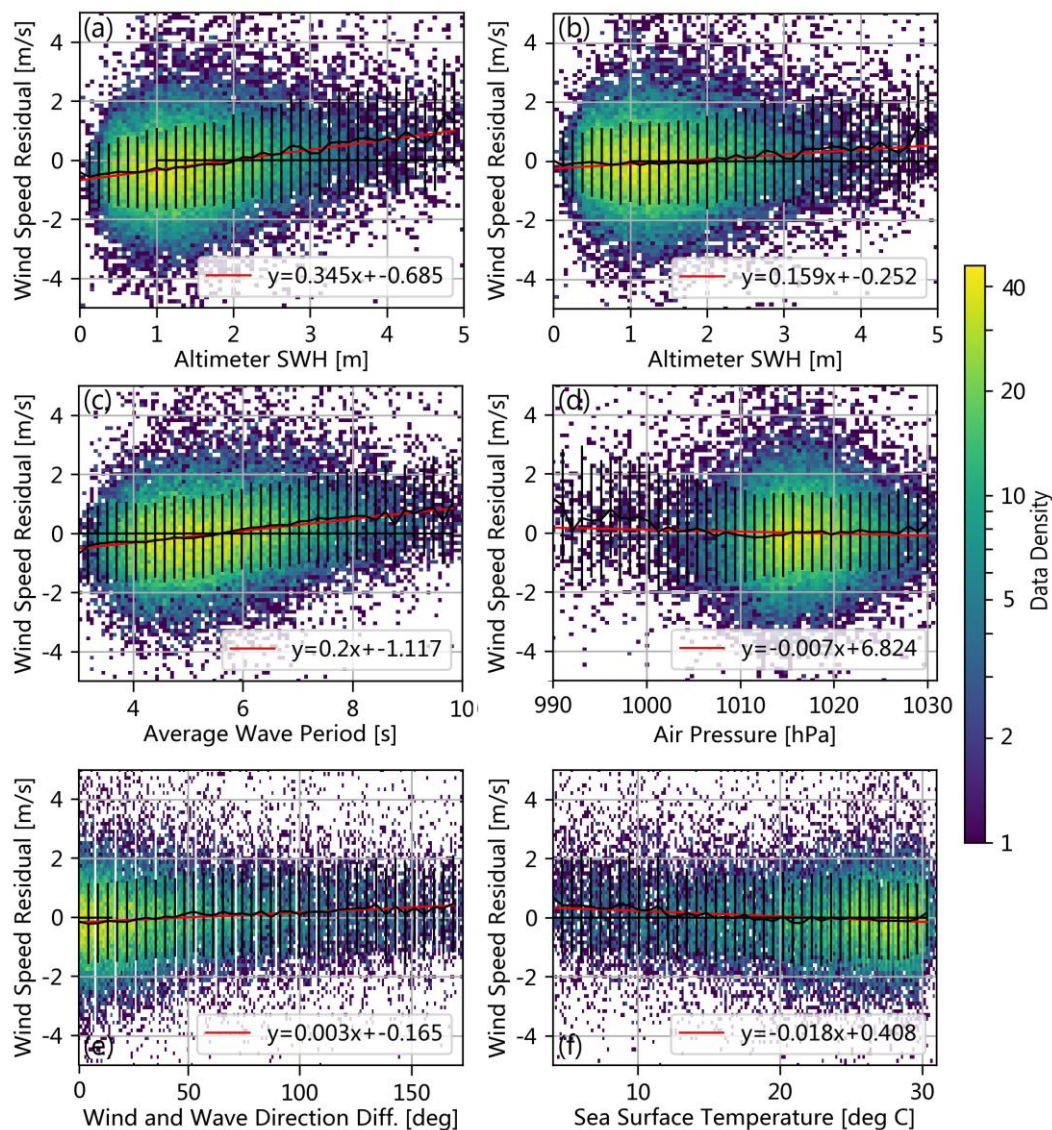 (a)
Wind Speed Residual [m/s]
4
2
0
-2
-4
y=0.345x+-0.685
0 1 2 3 4 5
Altimeter SWH [m]
(b)
Wind Speed Residual [m/s]
4
2
0
-2
-4
y=0.159x+-0.252
0 1 2 3 4 5
Altimeter SWH [m]
(c)
Wind Speed Residual [m/s]
4
2
0
-2
-4
y=0.2x+-1.117
4 6 8 10
Average Wave Period [s]
(d)
Wind Speed Residual [m/s]
4
2
0
-2
-4
y=-0.007x+6.824
990 1000 1010 1020 1030
Air Pressure [hPa]
Wind Speed Residual [m/s]
4
2
0
-2
-4
(e)
y=0.003x+-0.165
0 50 100 150
Wind and Wave Direction Diff. [deg]
Wind Speed Residual [m/s]
4
2
0
-2
-4
(f)
y=-0.018x+0.408
10 20 30
Sea Surface Temperature [deg C]
40
20
10
5
2
1
Data Density